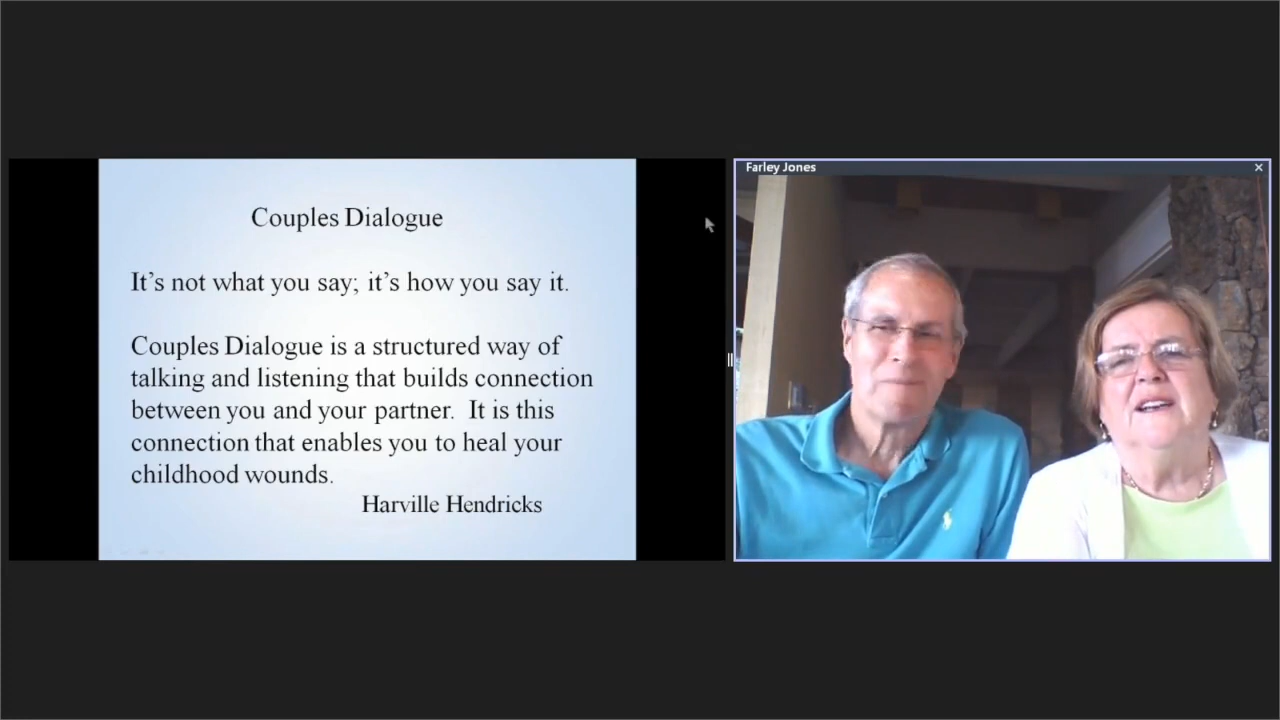 Couples Dialogue
It's not what you say; it's how you say it.
Couples Dialogue is a structured way of
talking and listening that builds connection
between you and your partner. It is this
connection that enables you to heal your
childhood wounds.
Harville Hendricks
Farley Jones